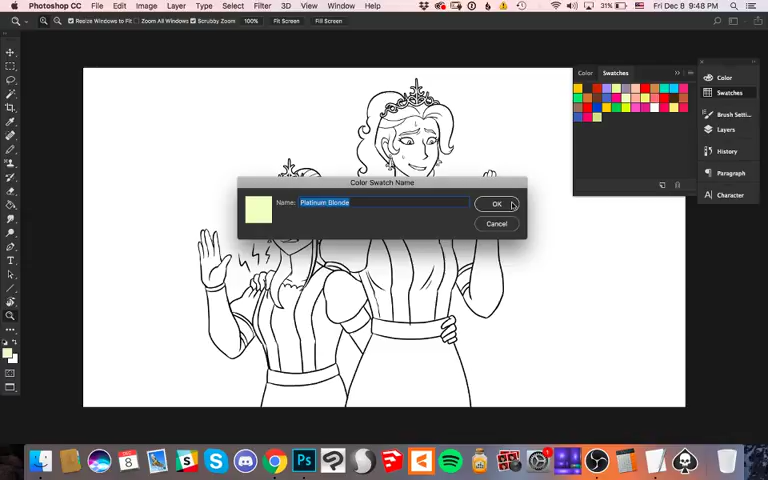 Photoshop CC File Edit Image Layer Type Select Filter 3D View Window Help 31% Fri Dec 8 9:48 PM
Resize Windows to Fit Zoom All Windows Scrubby Zoom 100% Fit Screen Fill Screen
Color Swatches
Color
Swatches
Brush Setti...
Layers
History
Paragraph
Character
Color Swatch Name
Name: Platinum Blonde
OK
Cancel